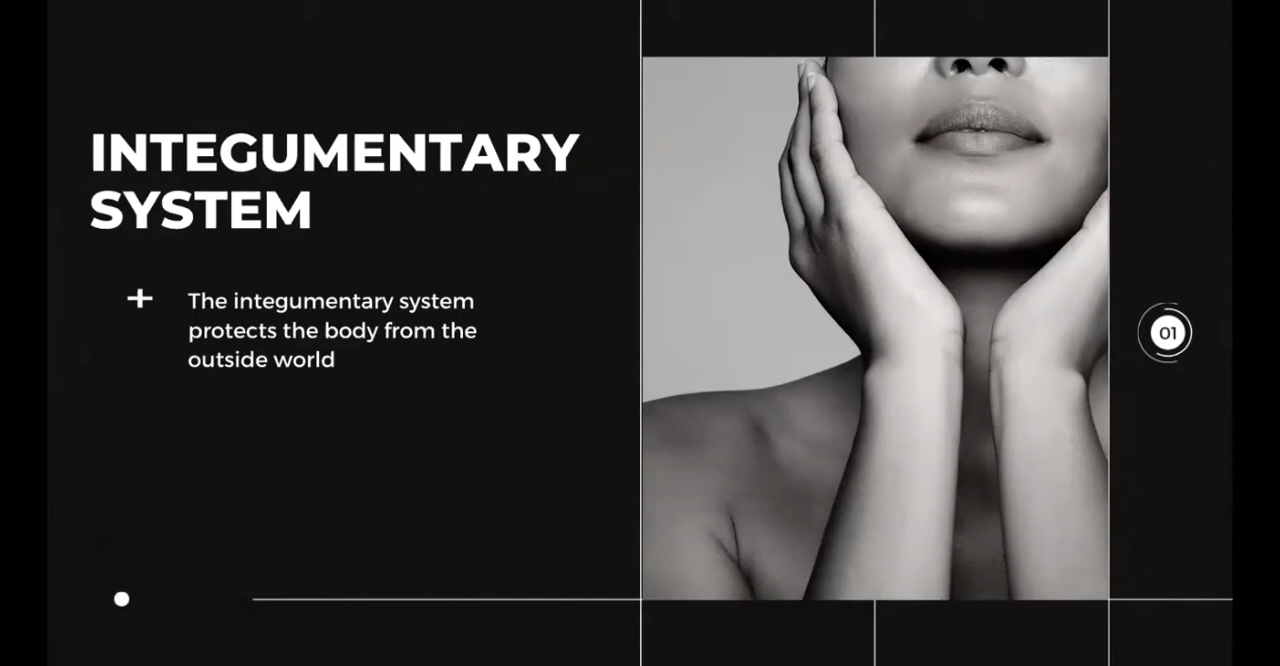 INTEGUMENTARY
SYSTEM
+ The integumentary system
protects the body from the
outside world
01